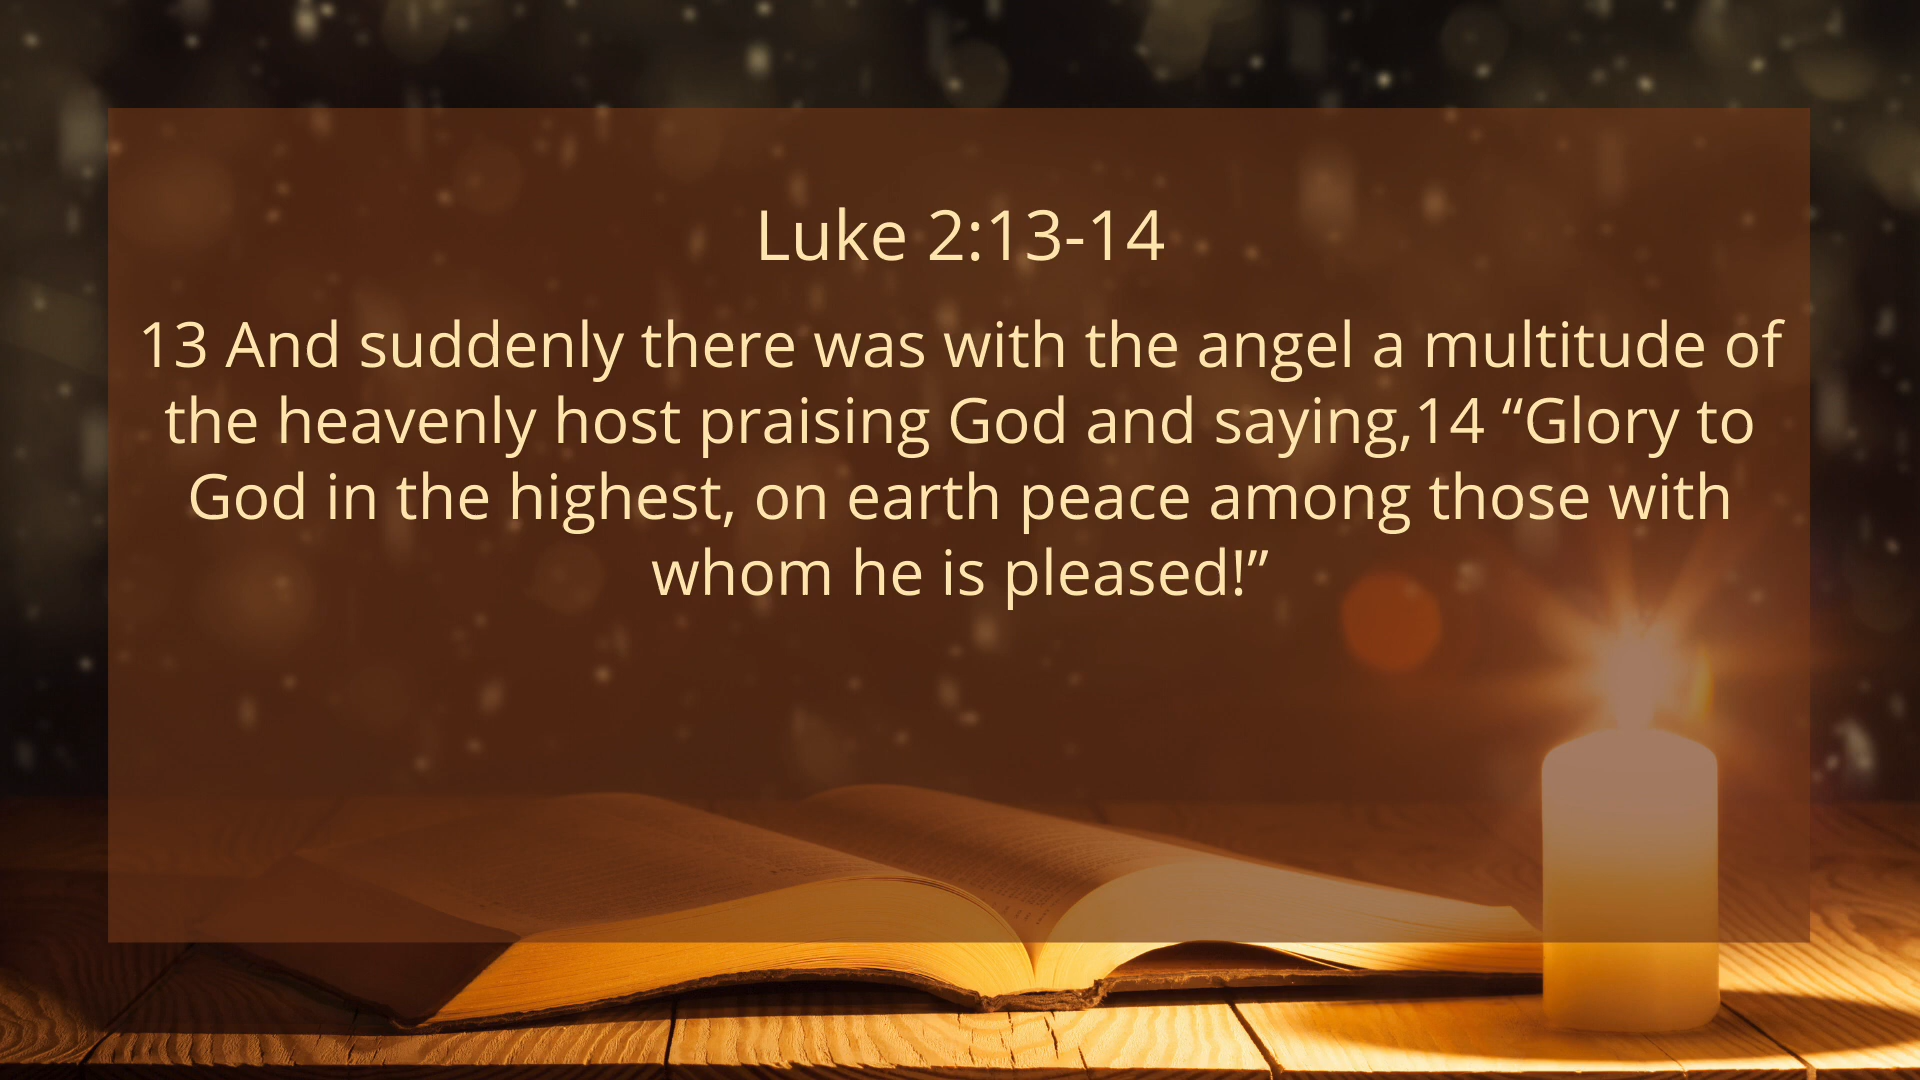 Luke 2:13-14
13 And suddenly there was with the angel a multitude of
the heavenly host praising God and saying,14 “Glory to
God in the highest, on earth peace among those with
whom he is pleased!”